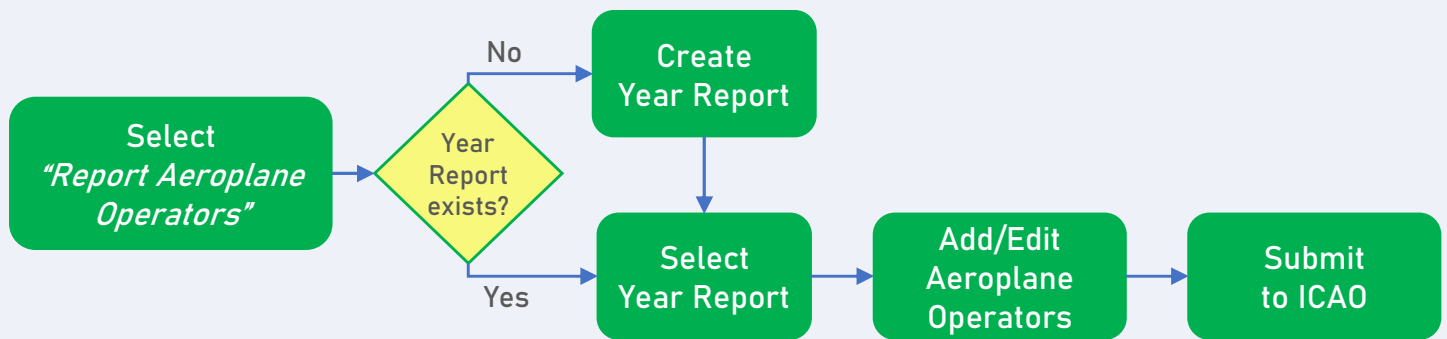 Select
“Report Aeroplane
Operators”
Year
Report
exists?
No
Create
Year Report
Yes
Select
Year Report
Add/Edit
Aeroplane
Operators
Submit
to ICAO